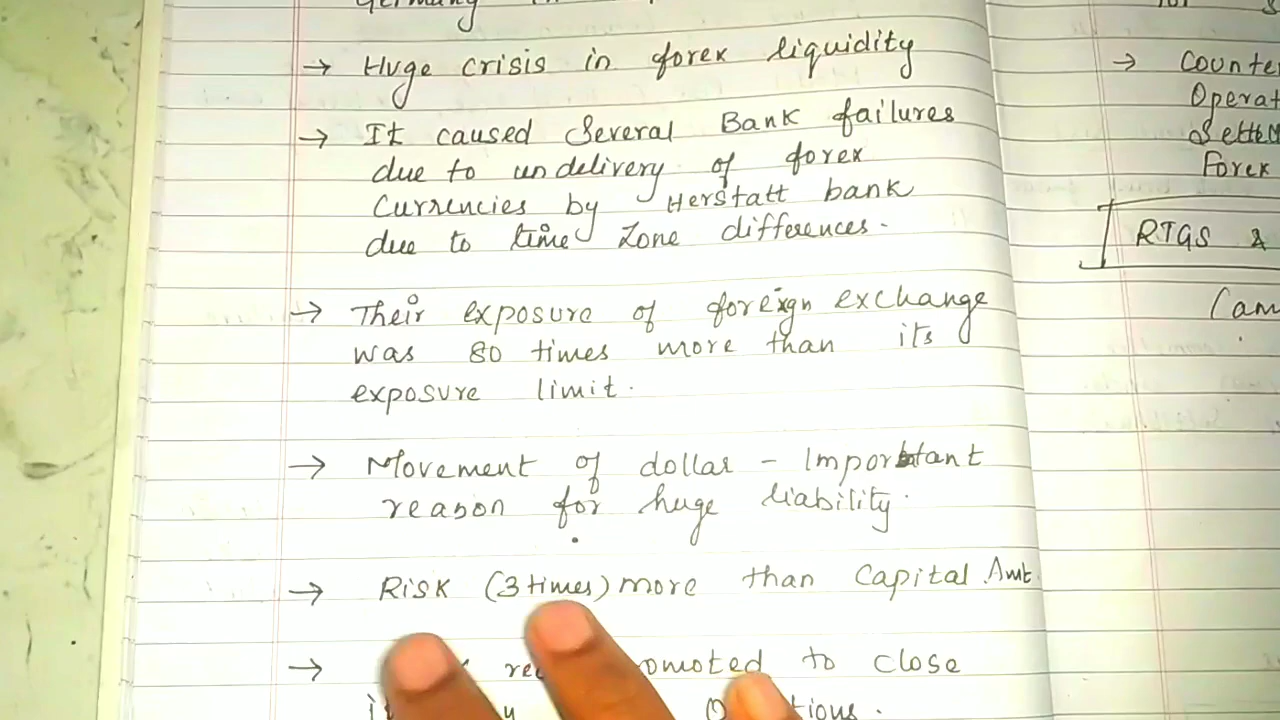 Germany
→ Huge crisis in forex liquidity
→ It caused Several Bank failures
due to undelivery of forex
Currencies by Herstatt bank
due to time Zone differences.
→ Their exposure of foreign exchange
was 80 times more than its
exposure limit.
→ Movement of dollar - Important
reason for huge liability.
→ Risk (3 times) more than Capital Amt.
→ to close
→ Counte
Operat
Settl
Forex
RTGS &